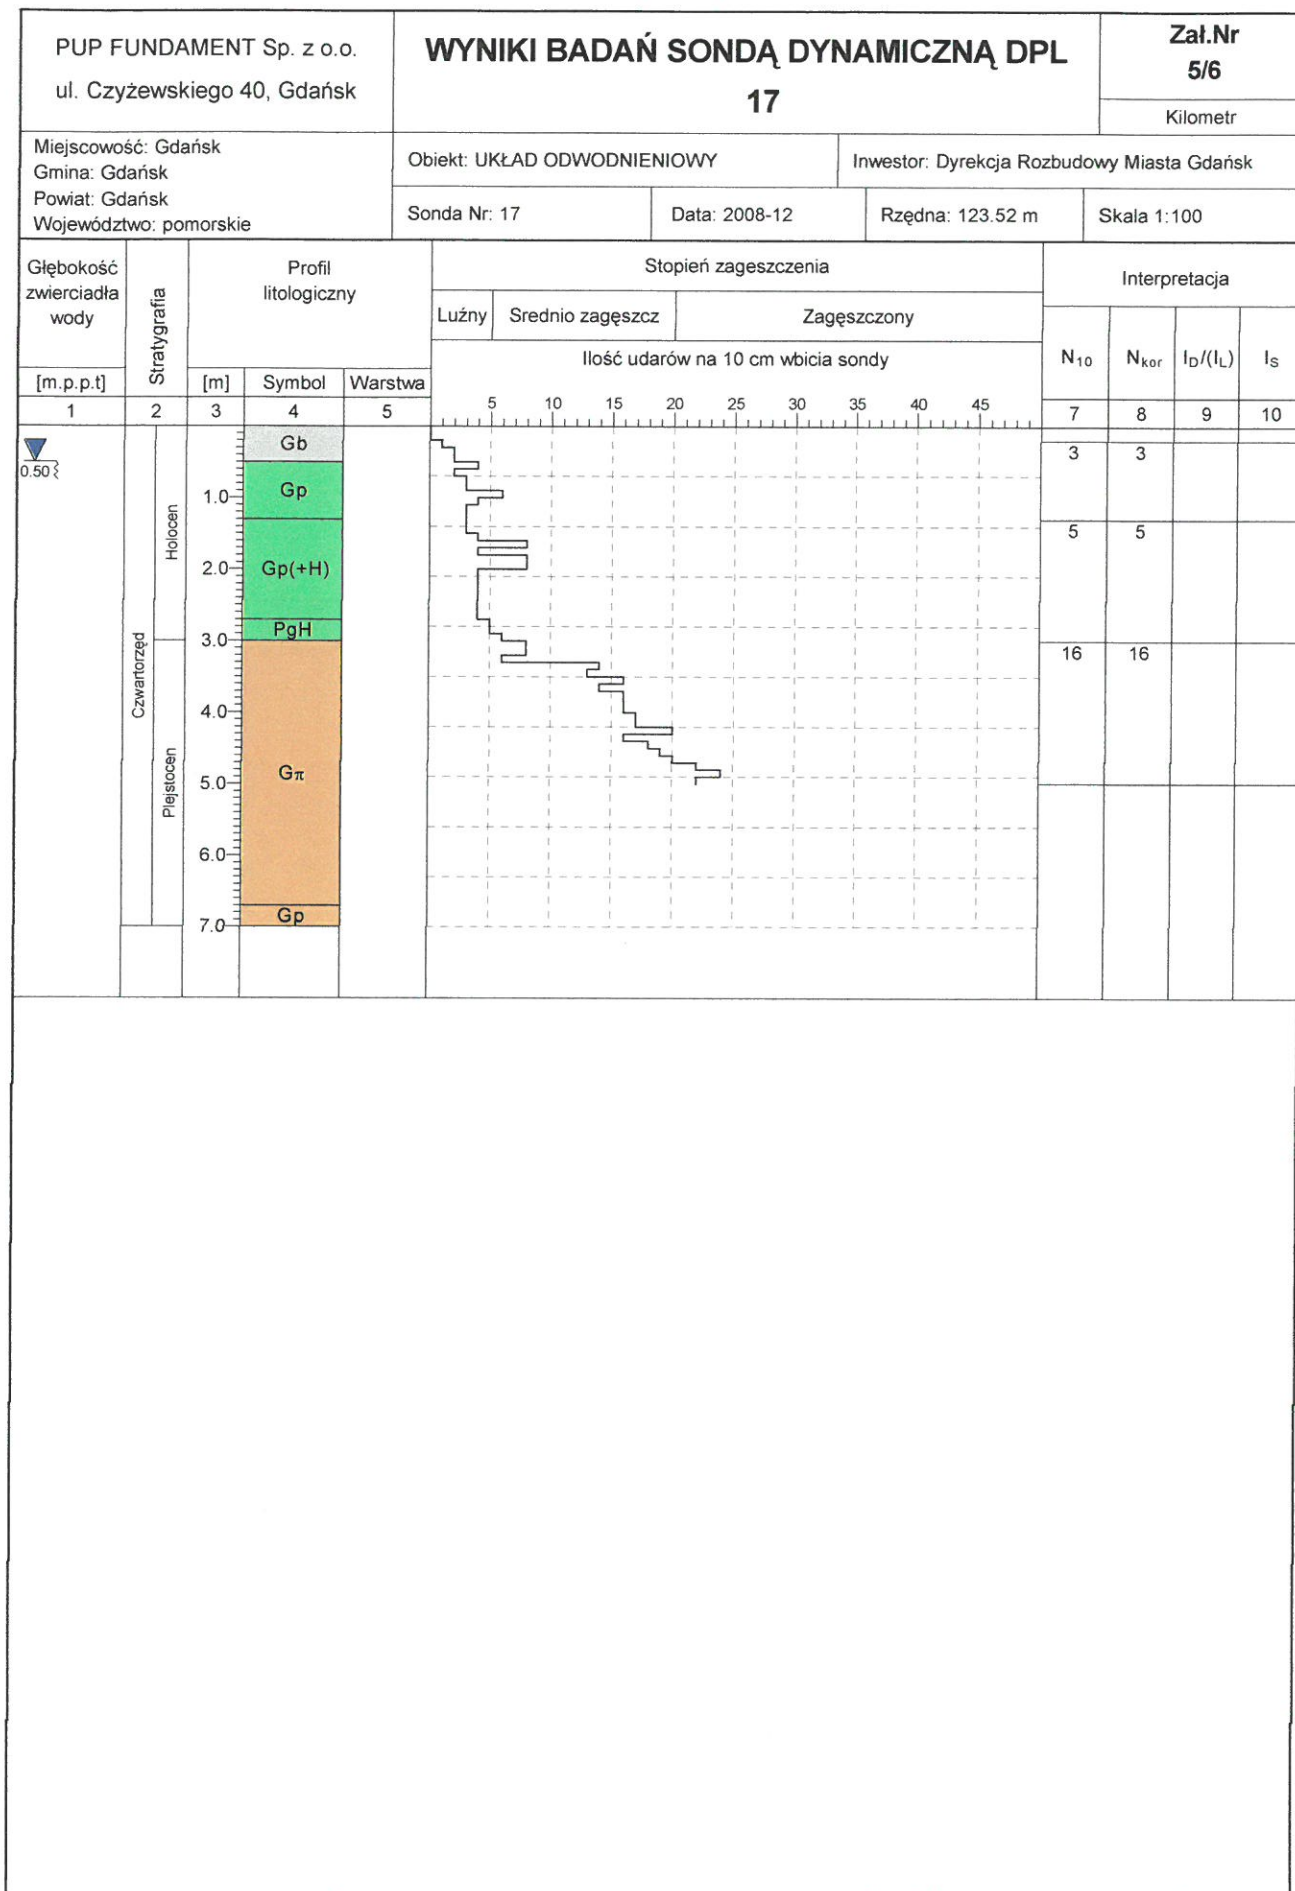 PUP FUNDAMENT Sp. z o.o.
ul. Czyżewskiego 40, Gdańsk
WYNIKI BADAŃ SONDĄ DYNAMICZNĄ DPL
17
Zał.Nr
5/6
Kilometr
Miejscowość: Gdańsk
Gmina: Gdańsk
Powiat: Gdańsk
Województwo: pomorskie
Obiekt: UKŁAD ODWODNIENIOWY
Inwestor: Dyrekcja Rozbudowy Miasta Gdańsk
Sonda Nr: 17
Data: 2008-12
Rzędna: 123.52 m
Skala 1:100
Głębokość
zwierciadła
wody
[m.p.p.t]
Stratygrafia
Profil
litologiczny
[m] Symbol Warstwa
Stopień zageszczenia
Luźny Srednio zagęszcz Zagęszczony
Ilość udarów na 10 cm wbicia sondy
5 10 15 20 25 30 35 40 45
Interpretacja
N10 Nkor ID/(IL) IS
1 2 3 4 5 7 8 9 10
0.50
Czwartorzęd
Holocen
Plejstocen
1.0
2.0
3.0
4.0
5.0
6.0
7.0
Gb
Gp
Gp(+H)
PgH
Gπ
Gp
3 3
5 5
16 16